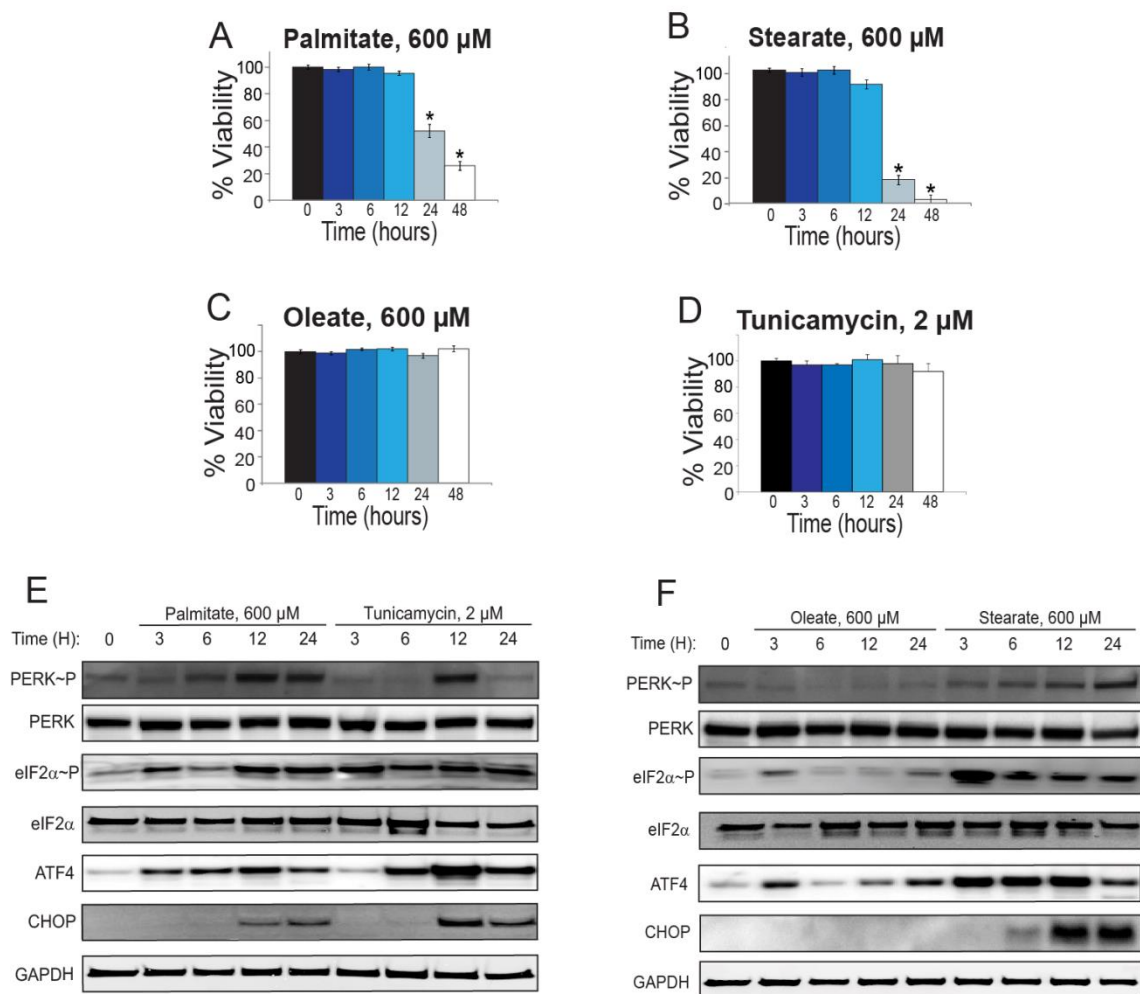 A
Palmitate, 600 µM
% Viability
100
80
60
40
20
0
* *
0 3 6 12 24 48
Time (hours)
B
Stearate, 600 µM
% Viability
100
80
60
40
20
0
* *
0 3 6 12 24 48
Time (hours)
C
Oleate, 600 µM
% Viability
100
80
60
40
20
0
0 3 6 12 24 48
Time (hours)
D
Tunicamycin, 2 µM
% Viability
100
80
60
40
20
0
0 3 6 12 24 48
Time (hours)
E
Palmitate, 600 µM Tunicamycin, 2 µM
Time (H): 0 3 6 12 24 3 6 12 24
PERK~P
PERK
eIF2α~P
eIF2α
ATF4
CHOP
GAPDH
F
Oleate, 600 µM Stearate, 600 µM
Time (H): 0 3 6 12 24 3 6 12 24
PERK~P
PERK
eIF2α~P
eIF2α
ATF4
CHOP
GAPDH